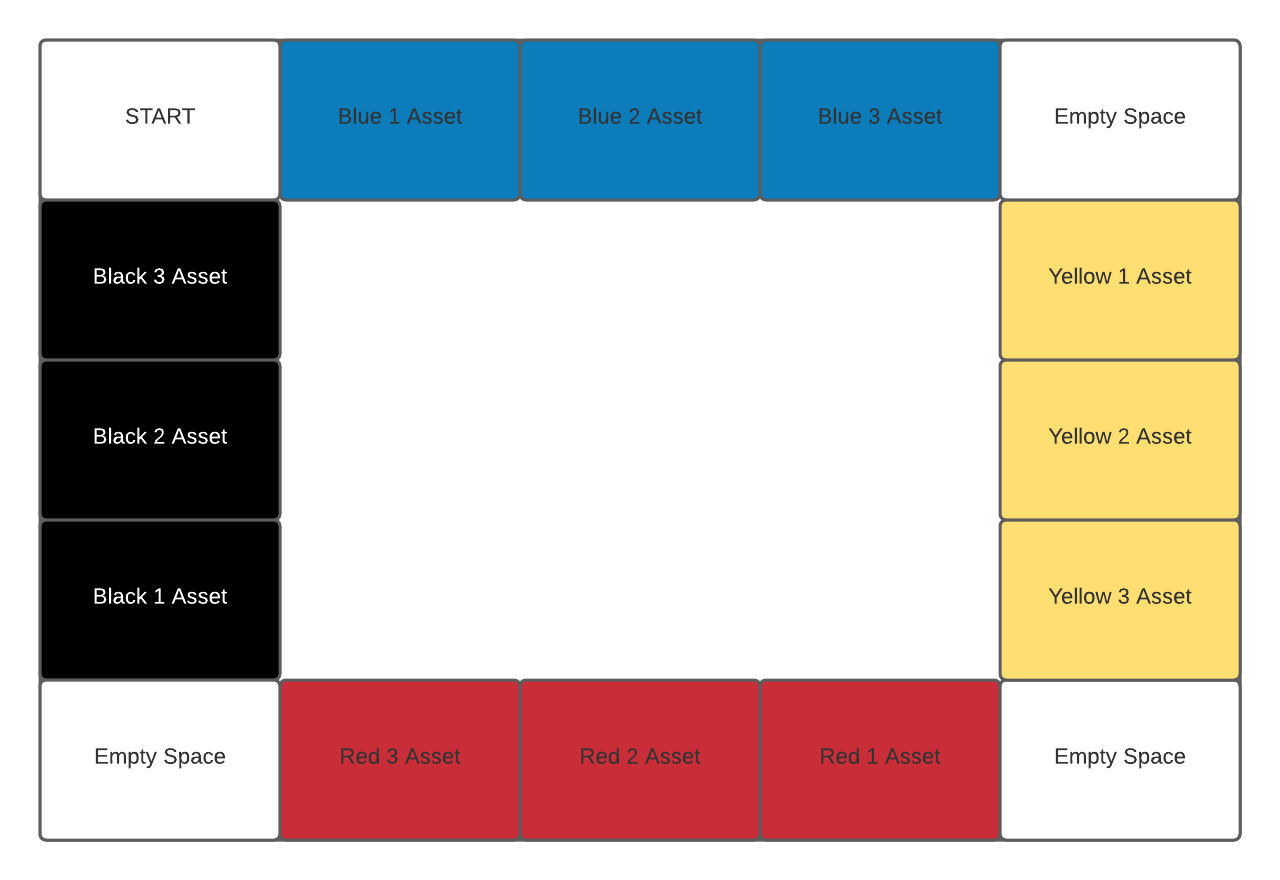 START
Blue 1 Asset
Blue 2 Asset
Blue 3 Asset
Empty Space
Black 3 Asset
Yellow 1 Asset
Black 2 Asset
Yellow 2 Asset
Black 1 Asset
Yellow 3 Asset
Empty Space
Red 3 Asset
Red 2 Asset
Red 1 Asset
Empty Space